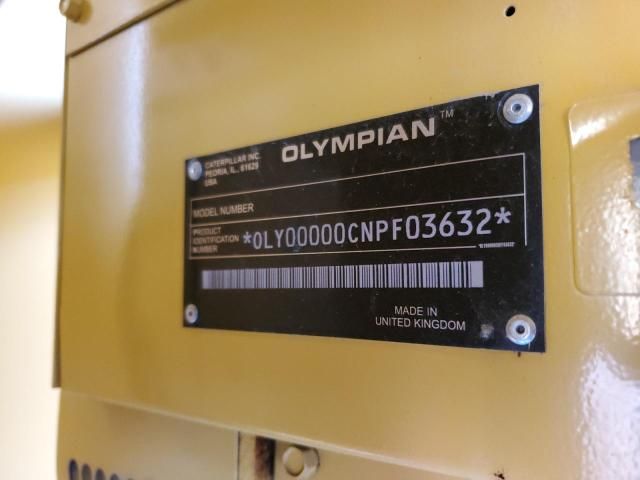 CATERPILLAR INC.
PEORIA, IL, 61629
USA
OLYMPIAN™
MODEL NUMBER
PRODUCT
IDENTIFICATION
NUMBER
*OLY00000CNPF03632*
MADE IN
UNITED KINGDOM